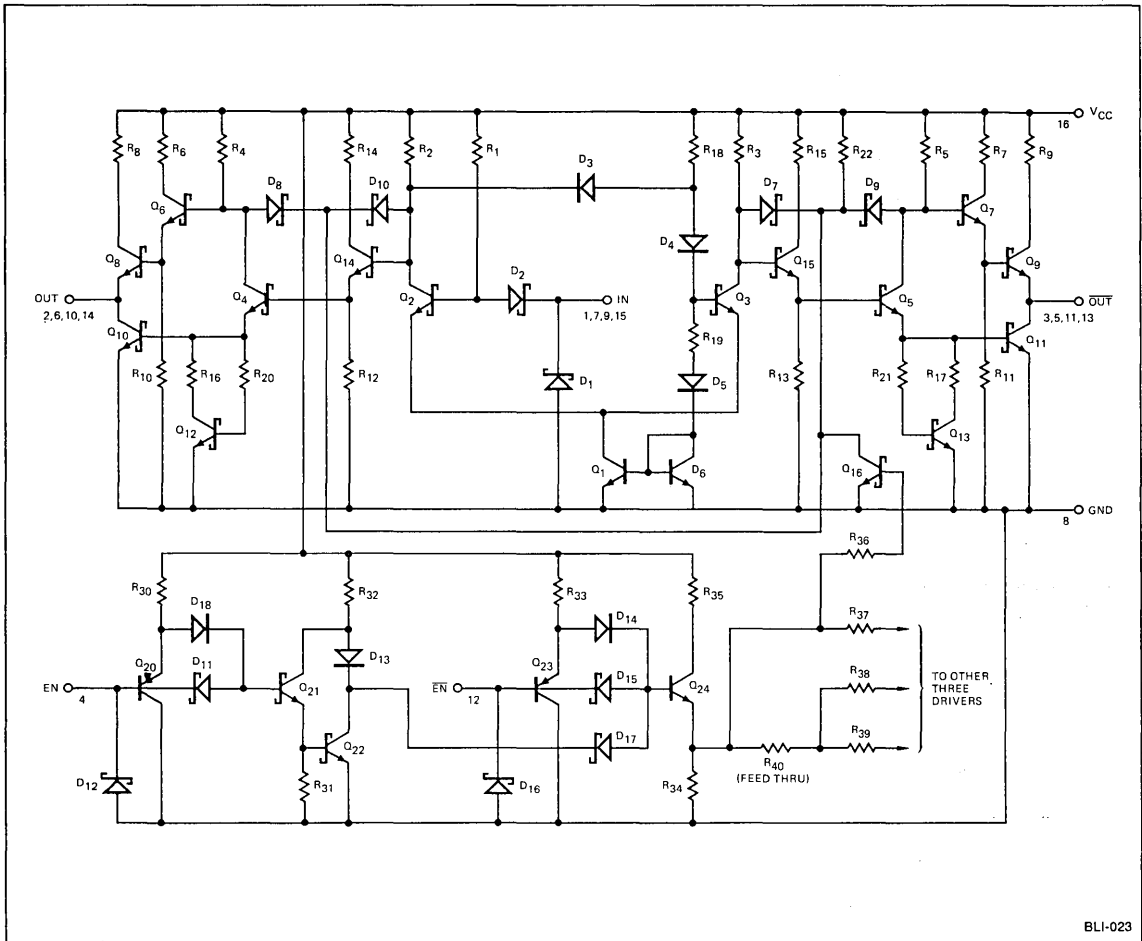 VCC
16
R8
R6
R4
R14
R2
R1
R18
R3
R15
R22
R5
R7
R9
D3
D8
D10
D7
D9
Q6
Q7
D4
Q8
Q14
D2
Q15
Q9
OUT
2,6,10,14
Q4
Q2
IN
1,7,9,15
Q3
Q5
OUT
3,5,11,13
Q10
R19
Q11
R10
R16
R20
R12
D1
D5
R13
R21
R17
R11
Q12
Q13
Q1
D6
Q16
GND
8
R36
R30
R32
R33
R35
D18
D14
R37
D11
D13
Q20
Q23
D15
EN
4
Q21
EN
12
Q24
R38
TO OTHER
THREE
DRIVERS
Q22
D17
R39
R40
(FEED THRU)
D12
R31
D16
R34
BLI-023